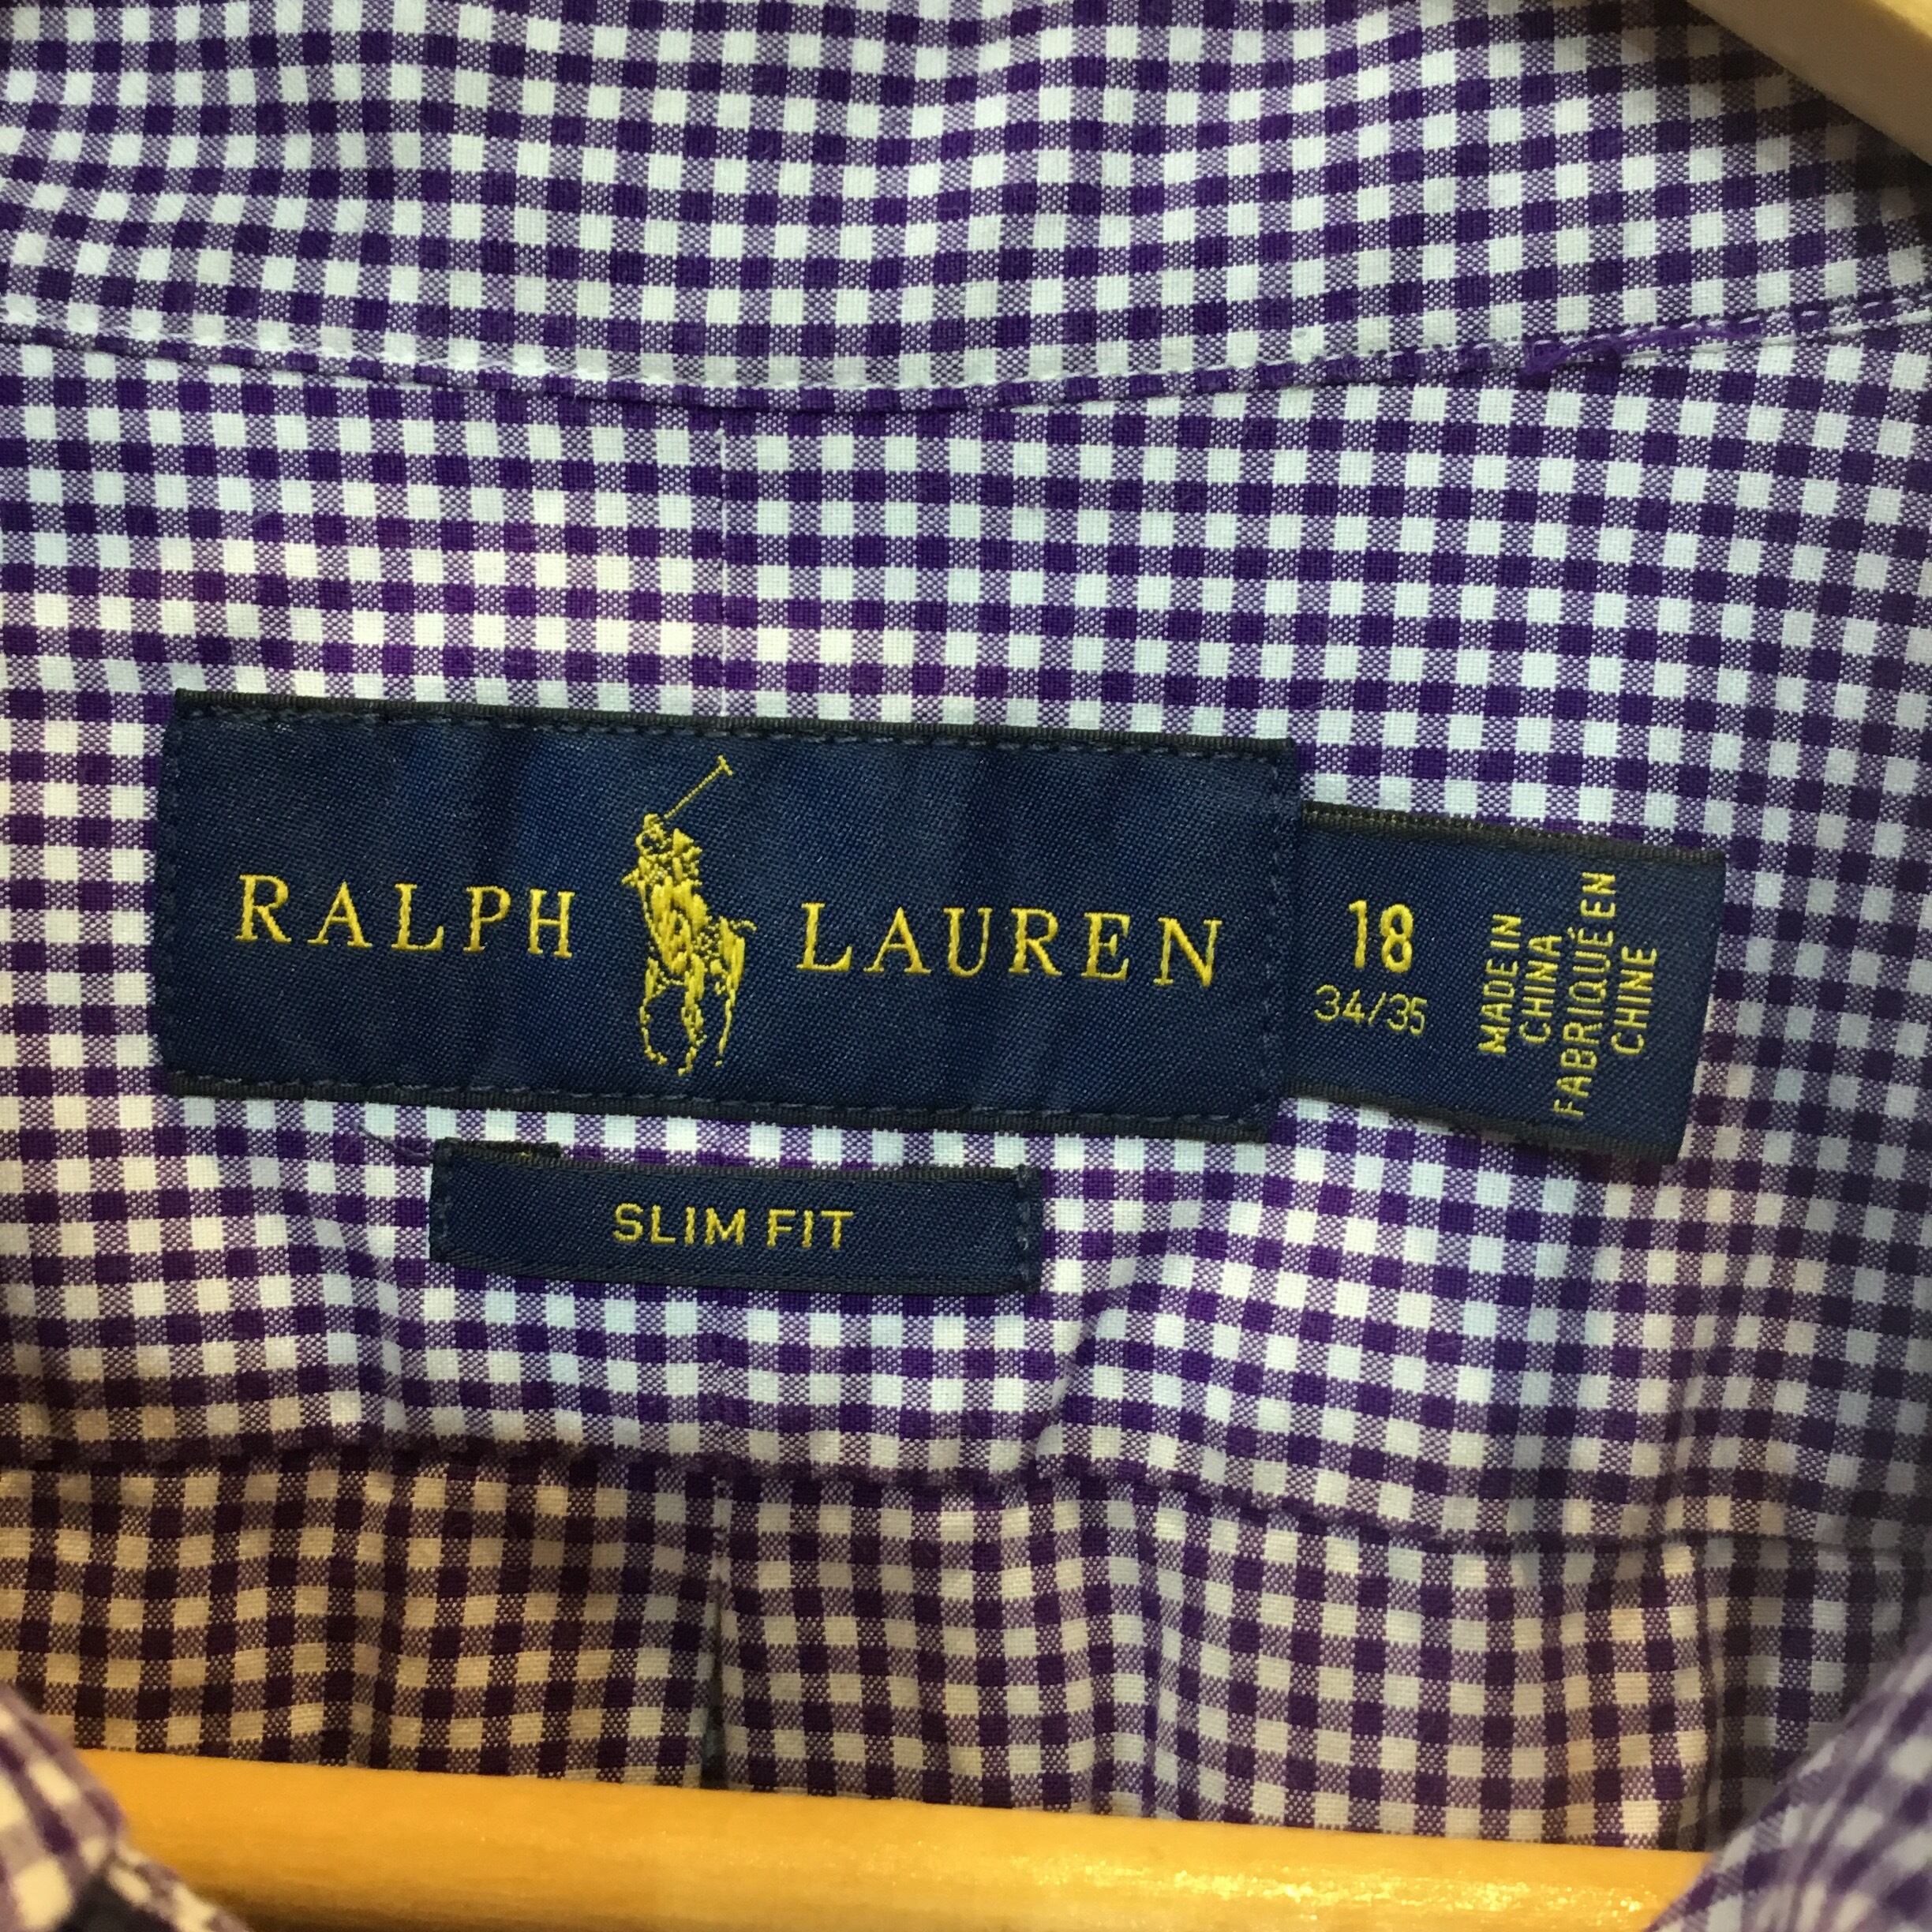 RALPH LAUREN
18
34/35
MADE IN
CHINA
FABRIQUÉ EN
CHINE
SLIM FIT